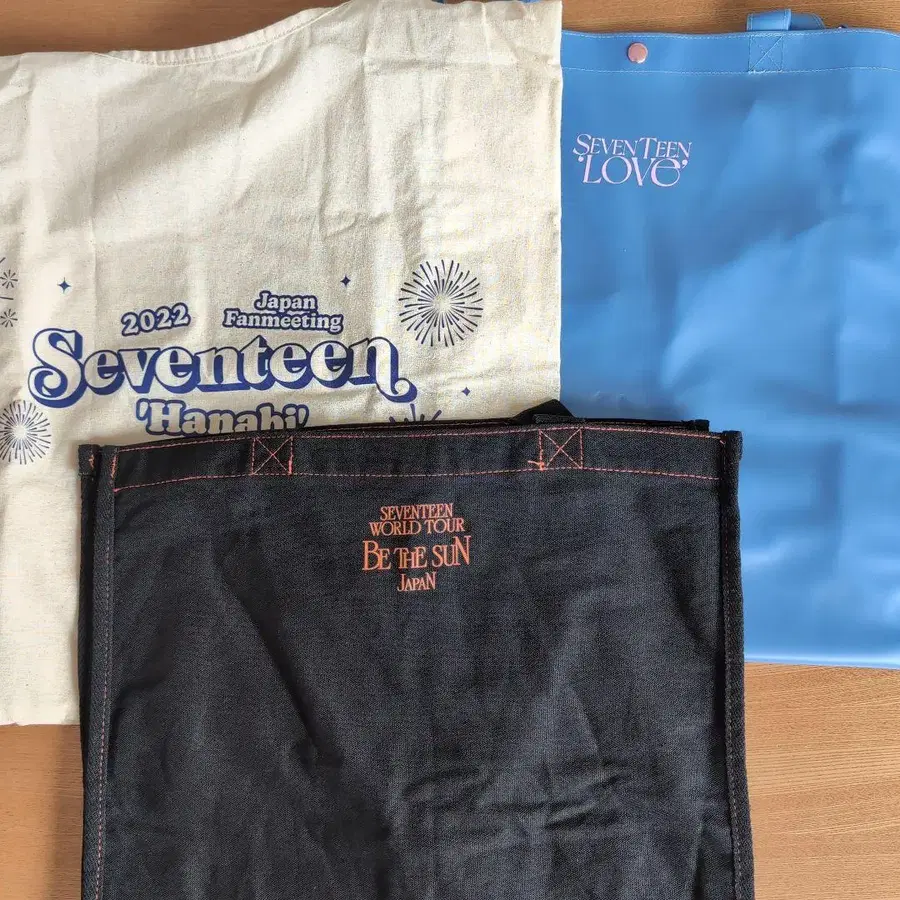 2022
Japan
Fanmeeting
Seventeen
'Hanabi'
SEVENTEEN
'LOVE'
SEVENTEEN
WORLD TOUR
BE THE SUN
JAPAN